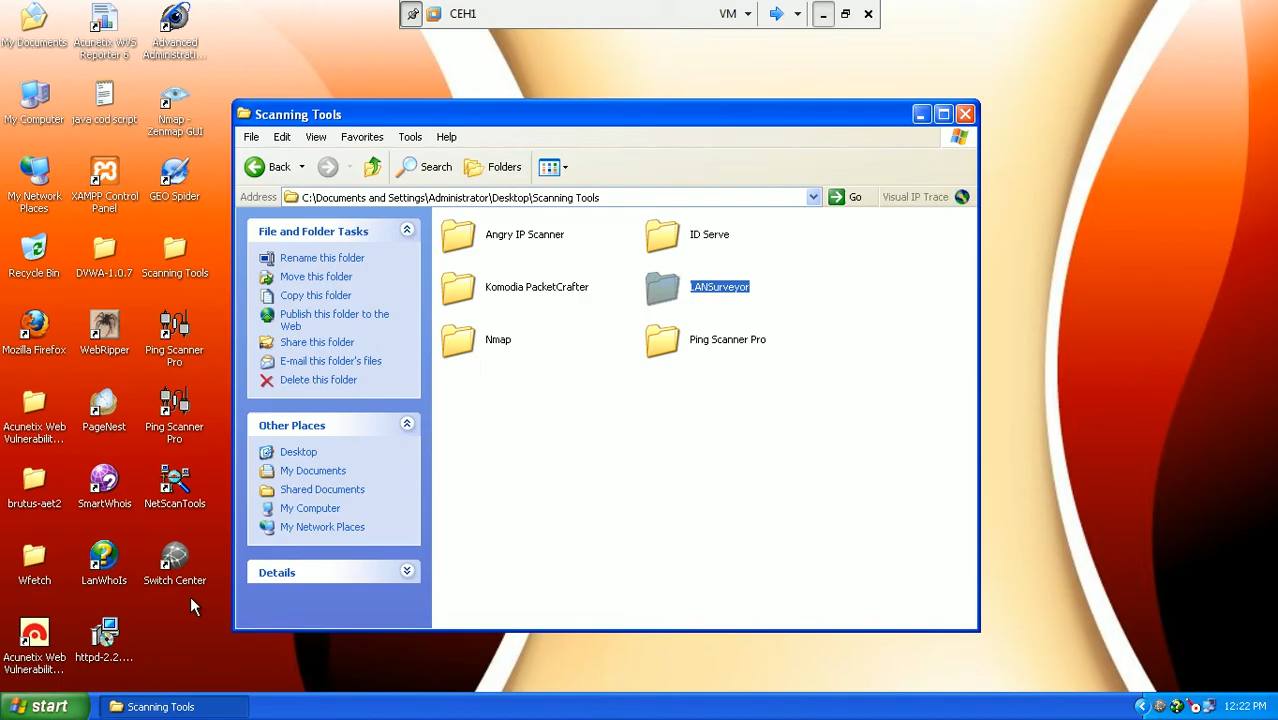 CEH1
VM
My Documents
Acunetix WVS
Reporter 6
Advanced
Administrati...
My Computer
java cod script
Nmap -
Zenmap GUI
My Network
Places
XAMPP Control
Panel
GEO Spider
Recycle Bin
DVWA-1.0.7
Scanning Tools
Mozilla Firefox
WebRipper
Ping Scanner
Pro
Acunetix Web
Vulnerabilit...
PageNest
Ping Scanner
Pro
brutus-aet2
SmartWhois
NetScanTools
Wfetch
LanWhoIs
Switch Center
Acunetix Web
Vulnerabilit...
httpd-2.2....
Scanning Tools
File Edit View Favorites Tools Help
Back Search Folders
Address C:\Documents and Settings\Administrator\Desktop\Scanning Tools Go Visual IP Trace
File and Folder Tasks
Rename this folder
Move this folder
Copy this folder
Publish this folder to the
Web
Share this folder
E-mail this folder's files
Delete this folder
Other Places
Desktop
My Documents
Shared Documents
My Computer
My Network Places
Details
Angry IP Scanner
ID Serve
Komodia PacketCrafter
LANSurveyor
Nmap
Ping Scanner Pro
start
Scanning Tools
12:22 PM